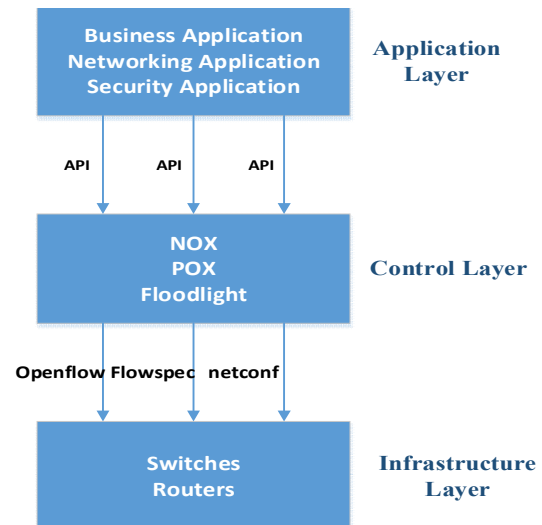 Business Application
Networking Application
Security Application
Application
Layer
API API API
NOX
POX
Floodlight
Control Layer
Openflow Flowspec netconf
Switches
Routers
Infrastructure
Layer